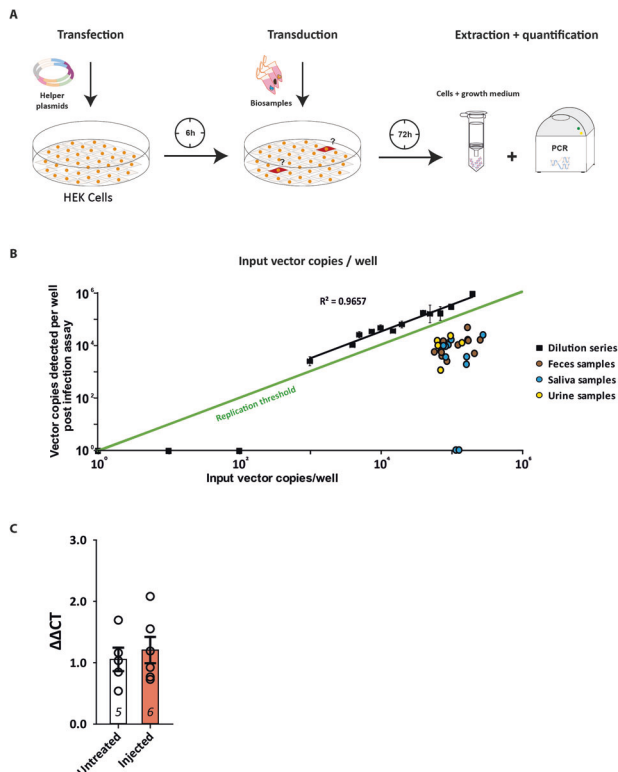 A
Transfection
Transduction
Extraction + quantification
Helper
plasmids
Biosamples
Cells + growth medium
6h
72h
?
?
+
PCR
HEK Cells
B
Input vector copies / well
Vector copies detected per well
post infection assay
10⁶
10⁴
10²
10⁰
R² = 0.9657
Replication threshold
Dilution series
Feces samples
Saliva samples
Urine samples
10⁰
10²
10⁴
10⁶
Input vector copies/well
C
ΔΔCT
3.0
2.0
1.0
0.0
5
6
Untreated
Injected